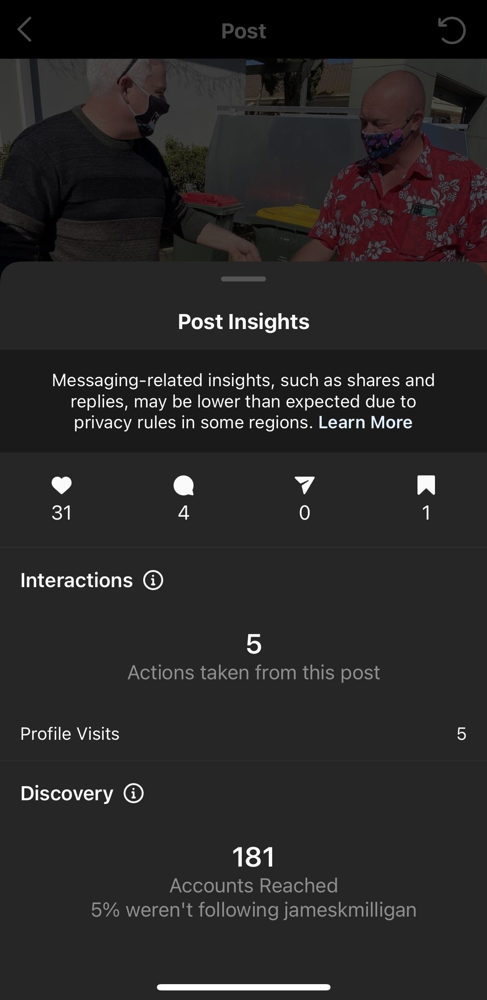 Post
Post Insights
Messaging-related insights, such as shares and
replies, may be lower than expected due to
privacy rules in some regions. Learn More
31 4 0 1
Interactions
5
Actions taken from this post
Profile Visits 5
Discovery
181
Accounts Reached
5% weren't following jameskmilligan